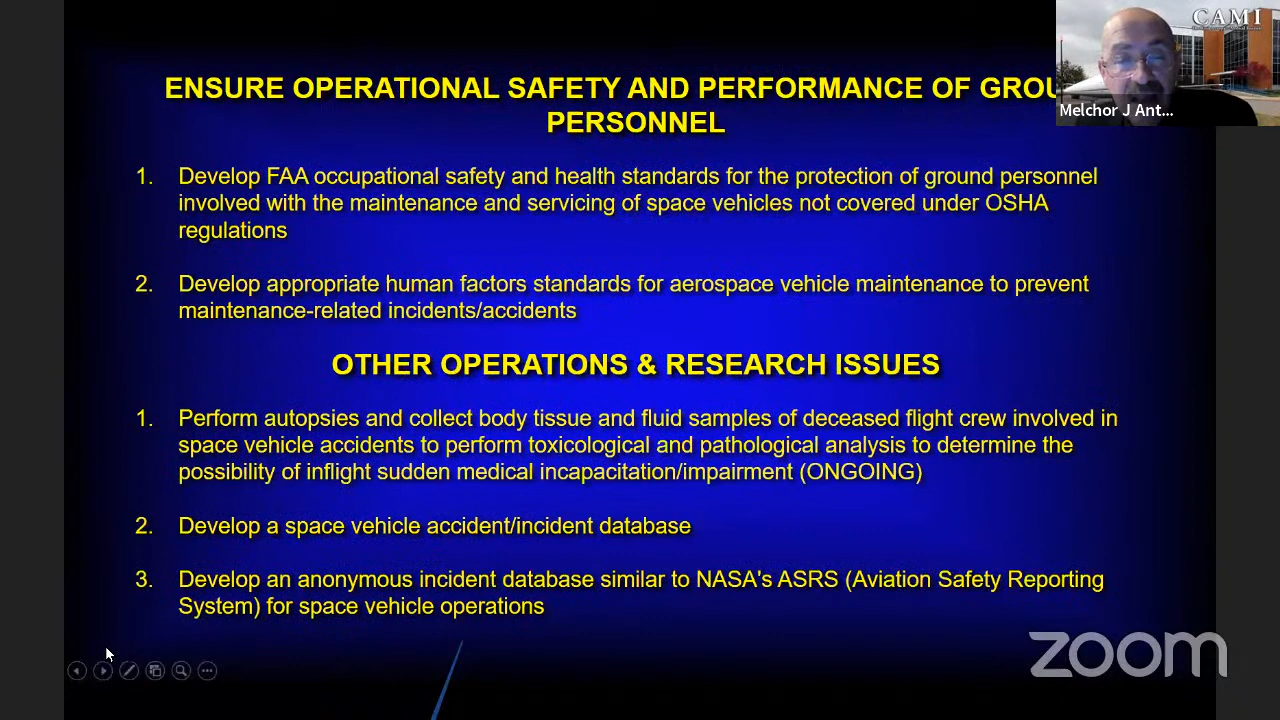 CAMI
Melchor J Ant...
ENSURE OPERATIONAL SAFETY AND PERFORMANCE OF
PERSONNEL
1. Develop FAA occupational safety and health standards for the protection of ground personnel
involved with the maintenance and servicing of space vehicles not covered under OSHA
regulations
2. Develop appropriate human factors standards for aerospace vehicle maintenance to prevent
maintenance-related incidents/accidents
OTHER OPERATIONS & RESEARCH ISSUES
1. Perform autopsies and collect body tissue and fluid samples of deceased flight crew involved in
space vehicle accidents to perform toxicological and pathological analysis to determine the
possibility of inflight sudden medical incapacitation/impairment (ONGOING)
2. Develop a space vehicle accident/incident database
3. Develop an anonymous incident database similar to NASA's ASRS (Aviation Safety Reporting
System) for space vehicle operations
zoom